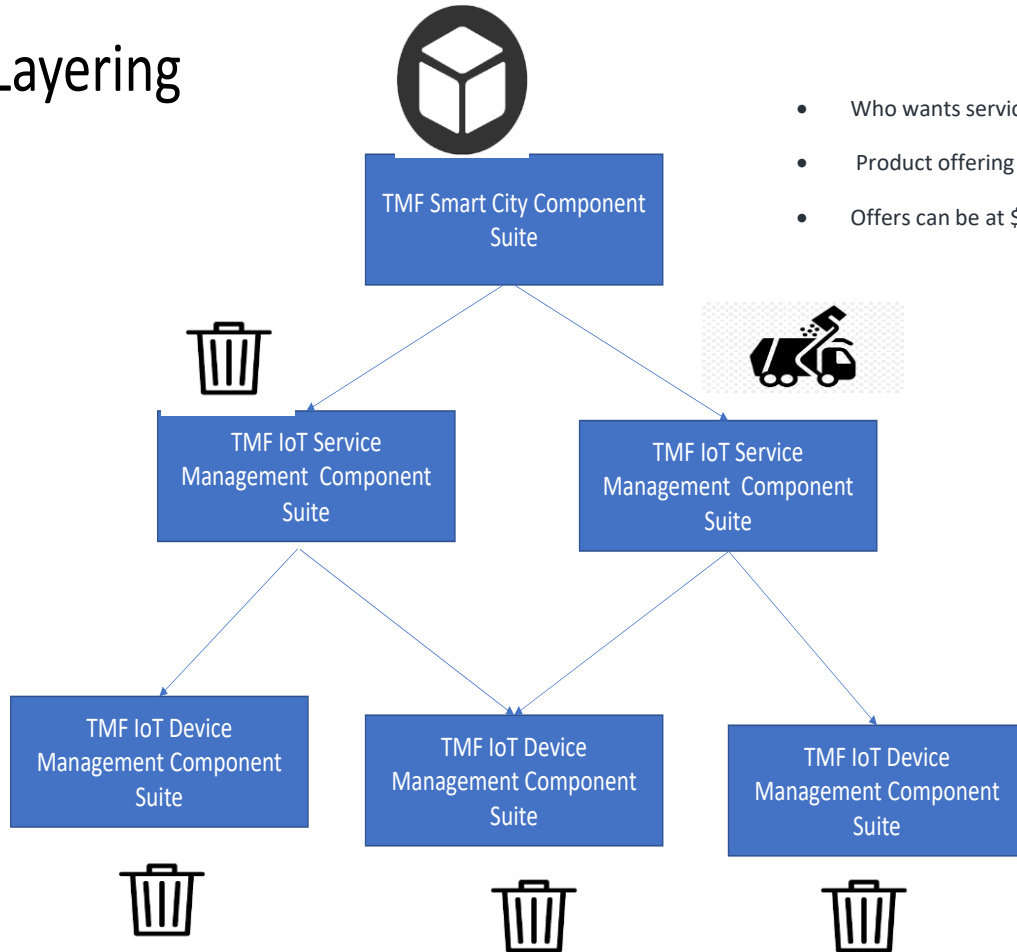 Layering
• Who wants servic
• Product offering
• Offers can be at $
TMF Smart City Component
Suite
TMF IoT Service
Management Component
Suite
TMF IoT Service
Management Component
Suite
TMF IoT Device
Management Component
Suite
TMF IoT Device
Management Component
Suite
TMF IoT Device
Management Component
Suite